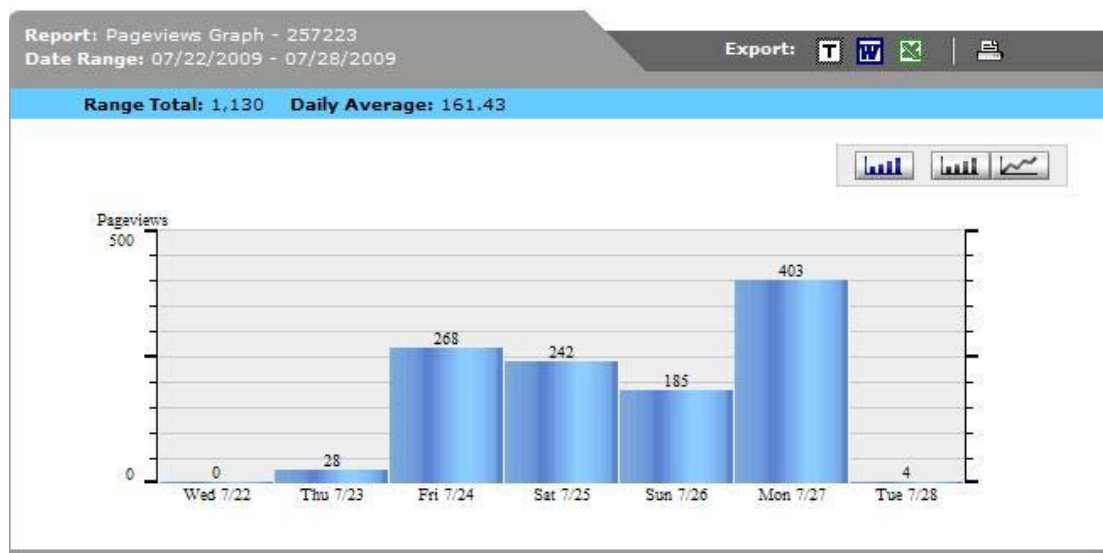 Report: Pageviews Graph - 257223
Date Range: 07/22/2009 - 07/28/2009
Export:
T W X
Range Total: 1,130 Daily Average: 161.43
Pageviews
500
403
268
242
185
28
0
0
4
Wed 7/22 Thu 7/23 Fri 7/24 Sat 7/25 Sun 7/26 Mon 7/27 Tue 7/28